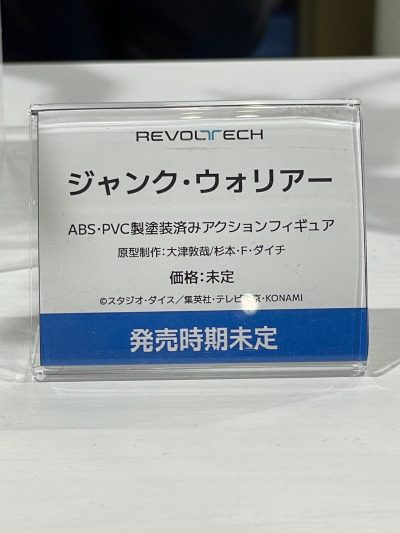 REVOLTECH
ジャンク・ウォリアー
ABS・PVC製塗装済みアクションフィギュア
原型制作:大津敦哉/杉本・F・ダイチ
価格:未定
©スタジオ・ダイス/集英社・テレビ東京・KONAMI
発売時期未定